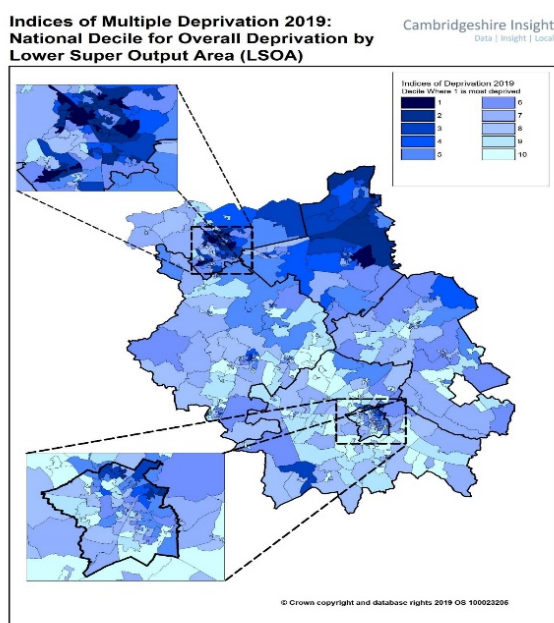 Indices of Multiple Deprivation 2019:
National Decile for Overall Deprivation by
Lower Super Output Area (LSOA)
Cambridgeshire Insight
Data | Insight | Local
Indices of Deprivation 2019
Decile Where 1 is most deprived
1
2
3
4
5
6
7
8
9
10
© Crown copyright and database rights 2019 OS 100023205